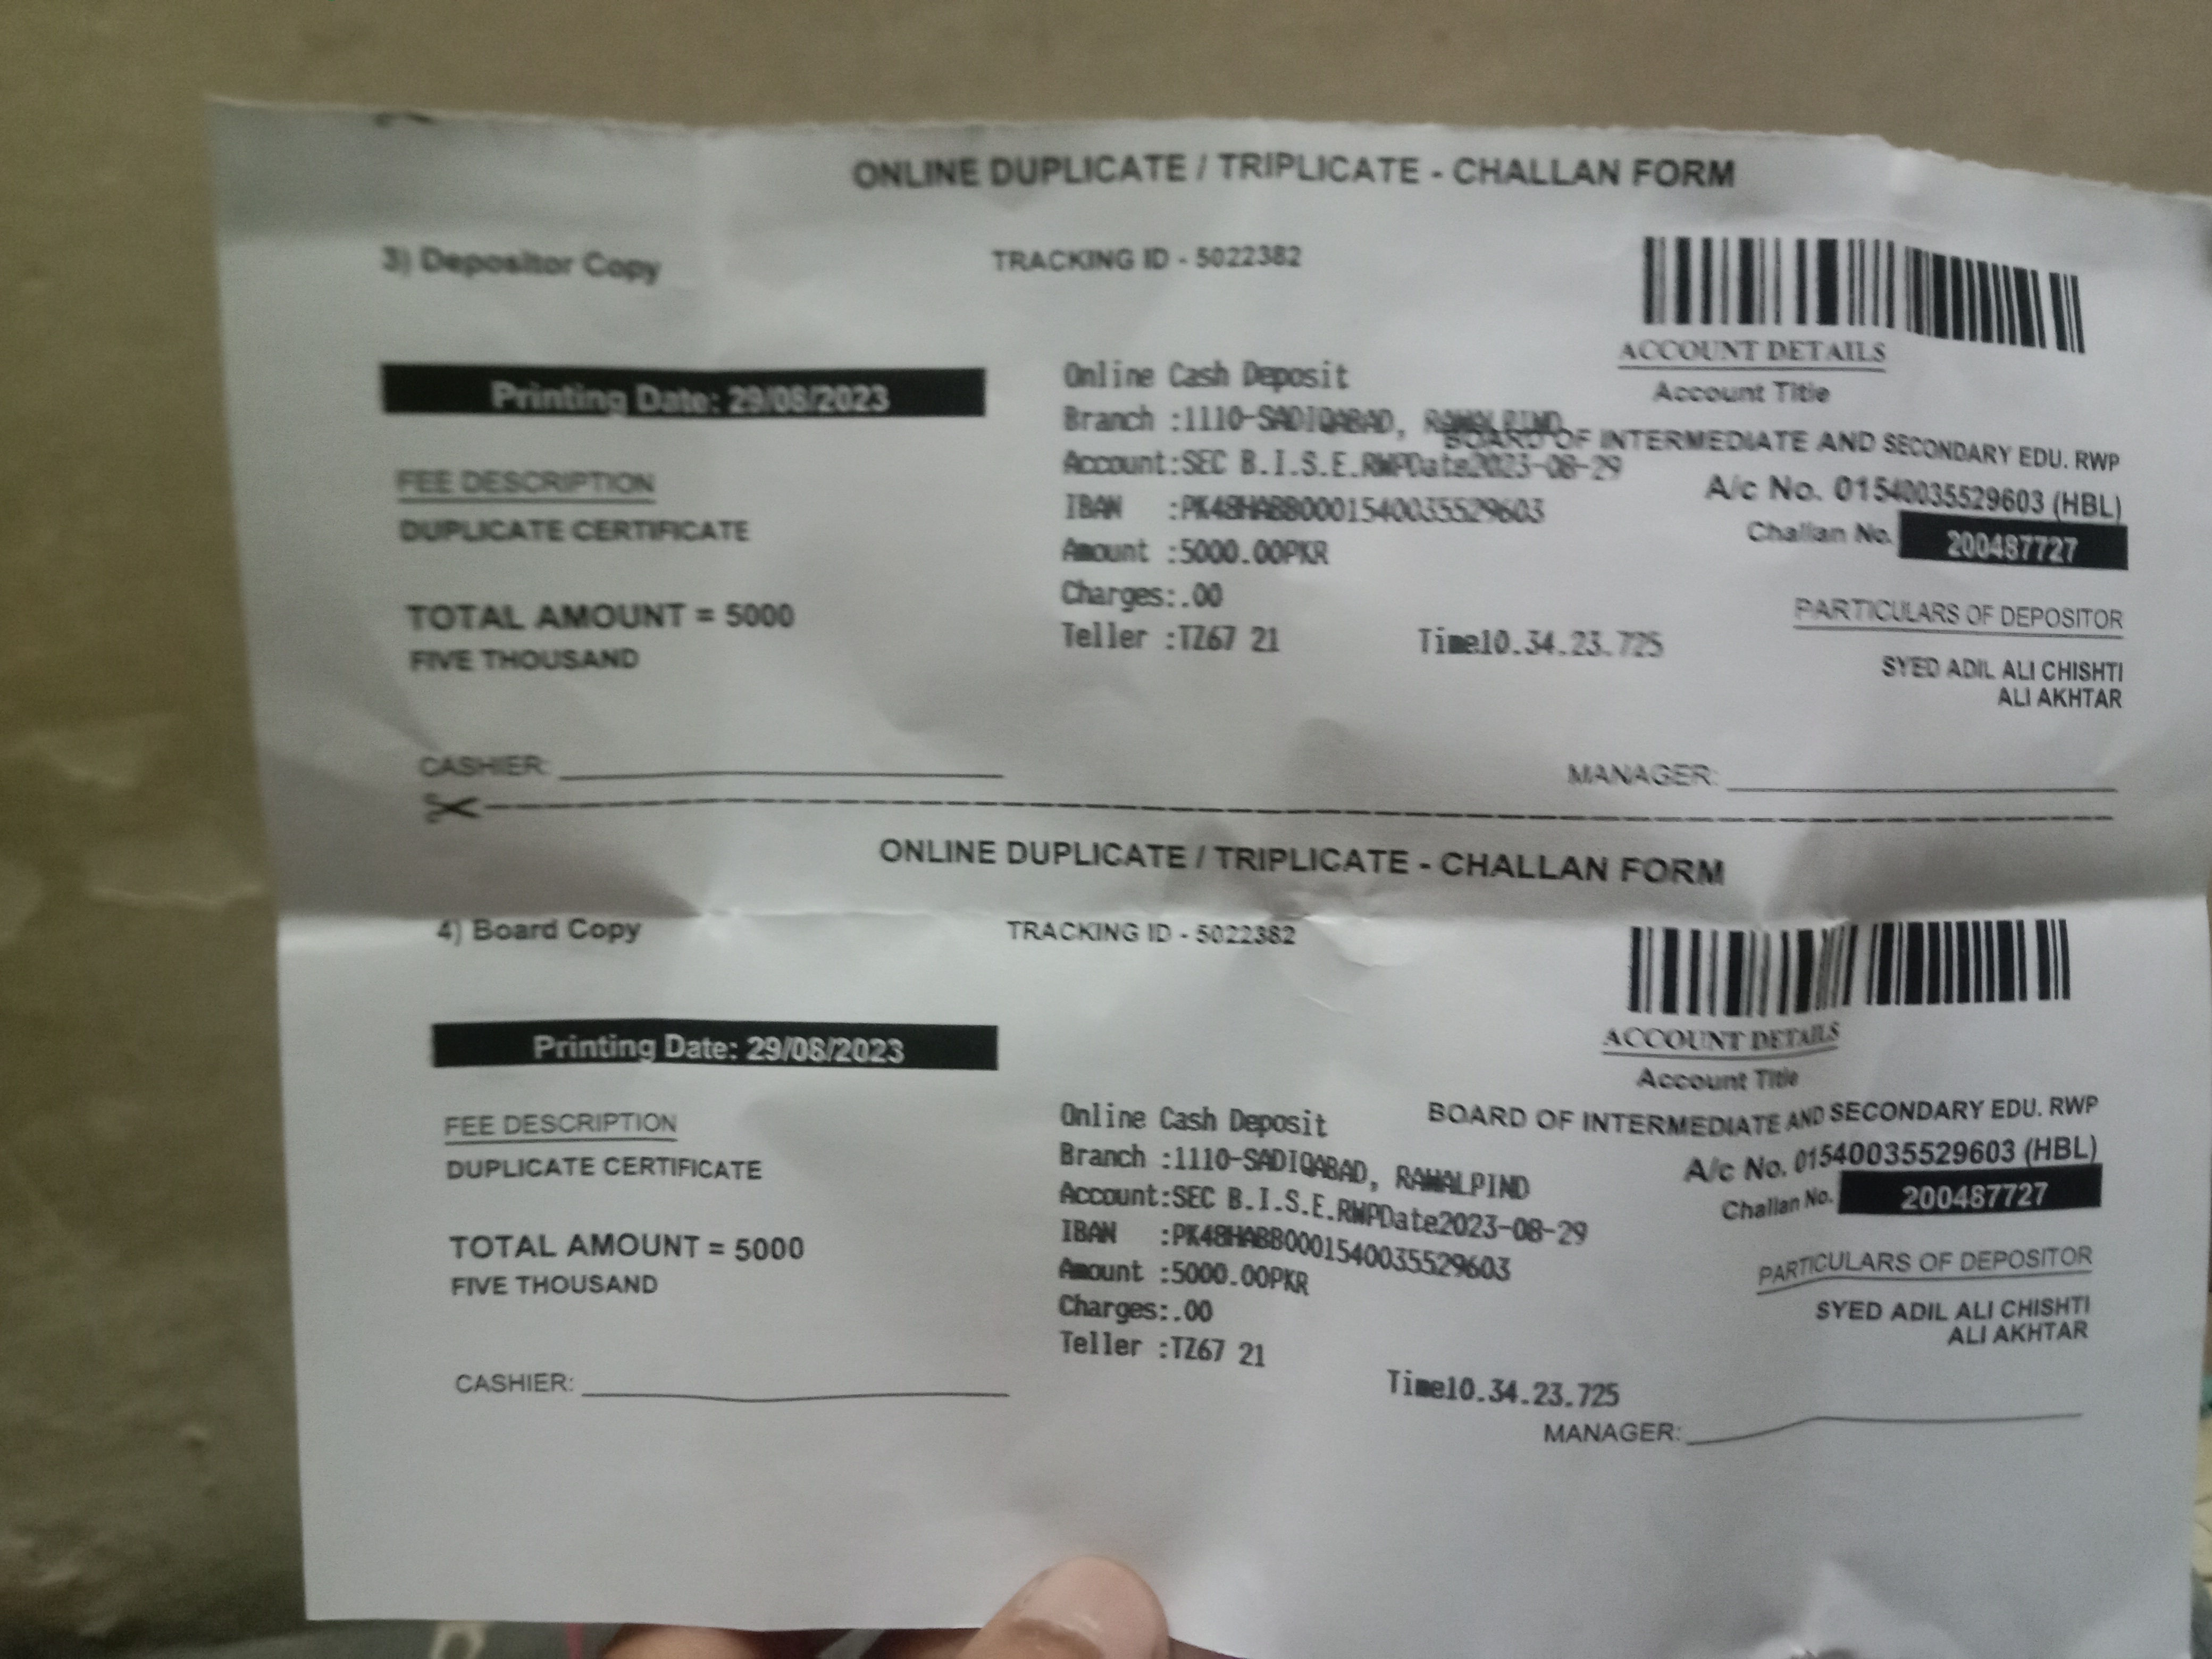 ONLINE DUPLICATE / TRIPLICATE - CHALLAN FORM
3) Depositor Copy
TRACKING ID - 5022382
Printing Date: 29/08/2023
FEE DESCRIPTION
DUPLICATE CERTIFICATE
TOTAL AMOUNT = 5000
FIVE THOUSAND
Online Cash Deposit
Branch :1110-SADIQABAD, RAWALPIND
Account:SEC B.I.S.E.RWPDate2023-08-29
IBAN :PK48HABB0001540035529603
Amount :5000.00PKR
Charges:.00
Teller :TZ67 21 Time10.34.23.725
ACCOUNT DETAILS
Account Title
BOARD OF INTERMEDIATE AND SECONDARY EDU. RWP
A/c No. 01540035529603 (HBL)
Challan No. 200487727
PARTICULARS OF DEPOSITOR
SYED ADIL ALI CHISHTI
ALI AKHTAR
CASHIER:
MANAGER:
ONLINE DUPLICATE / TRIPLICATE - CHALLAN FORM
4) Board Copy
TRACKING ID - 5022382
Printing Date: 29/08/2023
FEE DESCRIPTION
DUPLICATE CERTIFICATE
TOTAL AMOUNT = 5000
FIVE THOUSAND
Online Cash Deposit
Branch :1110-SADIQABAD, RAWALPIND
Account:SEC B.I.S.E.RWPDate2023-08-29
IBAN :PK48HABB0001540035529603
Amount :5000.00PKR
Charges:.00
Teller :TZ67 21
Time10.34.23.725
ACCOUNT DETAILS
Account Title
BOARD OF INTERMEDIATE AND SECONDARY EDU. RWP
A/c No. 01540035529603 (HBL)
Challan No. 200487727
PARTICULARS OF DEPOSITOR
SYED ADIL ALI CHISHTI
ALI AKHTAR
CASHIER:
MANAGER: